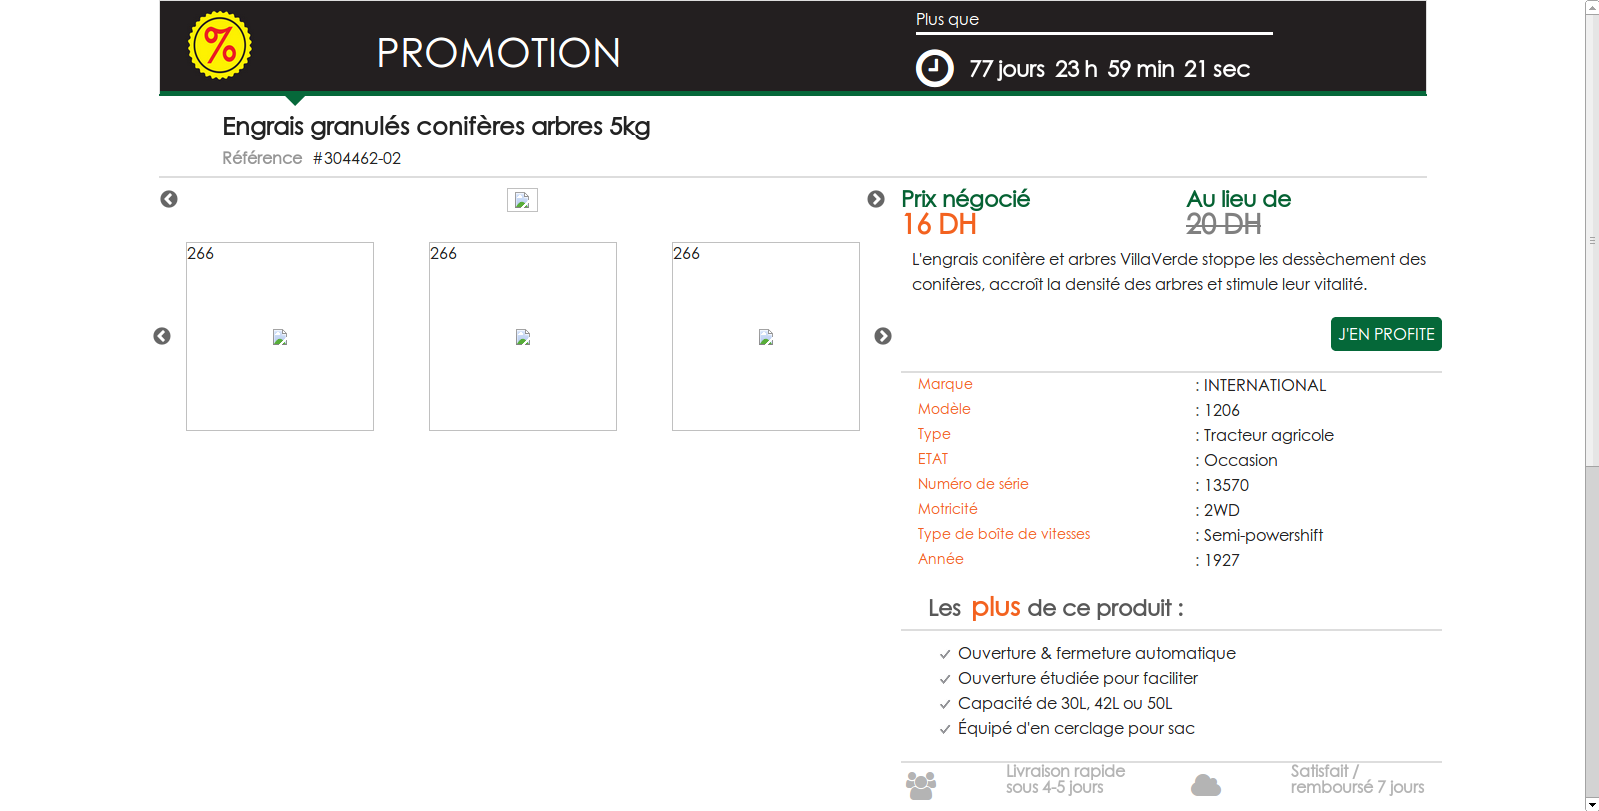 %
PROMOTION
Plus que
77 jours 23 h 59 min 21 sec
Engrais granulés conifères arbres 5kg
Référence #304462-02
Prix négocié
16 DH
Au lieu de
20 DH
L'engrais conifère et arbres VillaVerde stoppe les dessèchement des
conifères, accroît la densité des arbres et stimule leur vitalité.
266
266
266
J'EN PROFITE
Marque : INTERNATIONAL
Modèle : 1206
Type : Tracteur agricole
ETAT : Occasion
Numéro de série : 13570
Motricité : 2WD
Type de boîte de vitesses : Semi-powershift
Année : 1927
Les plus de ce produit :
Ouverture & fermeture automatique
Ouverture étudiée pour faciliter
Capacité de 30L, 42L ou 50L
Équipé d'en cerclage pour sac
Livraison rapide
sous 4-5 jours
Satisfait /
remboursé 7 jours